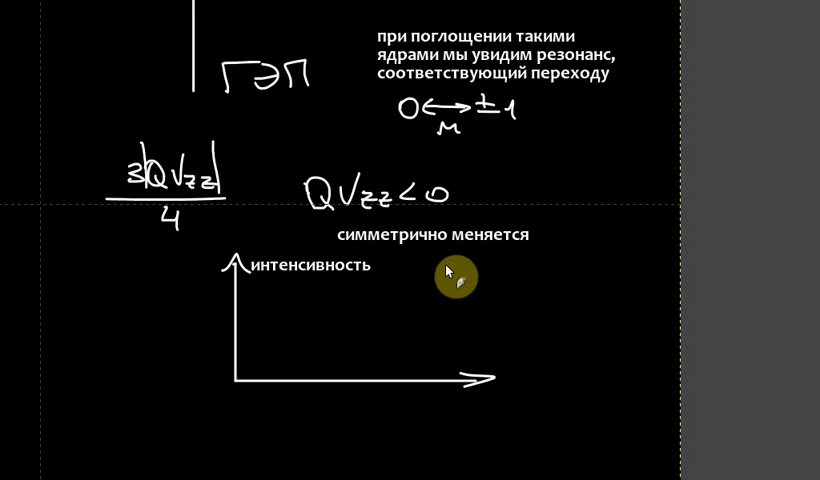 при поглощении такими
ядрами мы увидим резонанс,
соответствующий переходу
ГЭП
0 ↔ ± 1
м
3|QVzz|
4
QVzz < 0
симметрично меняется
интенсивность